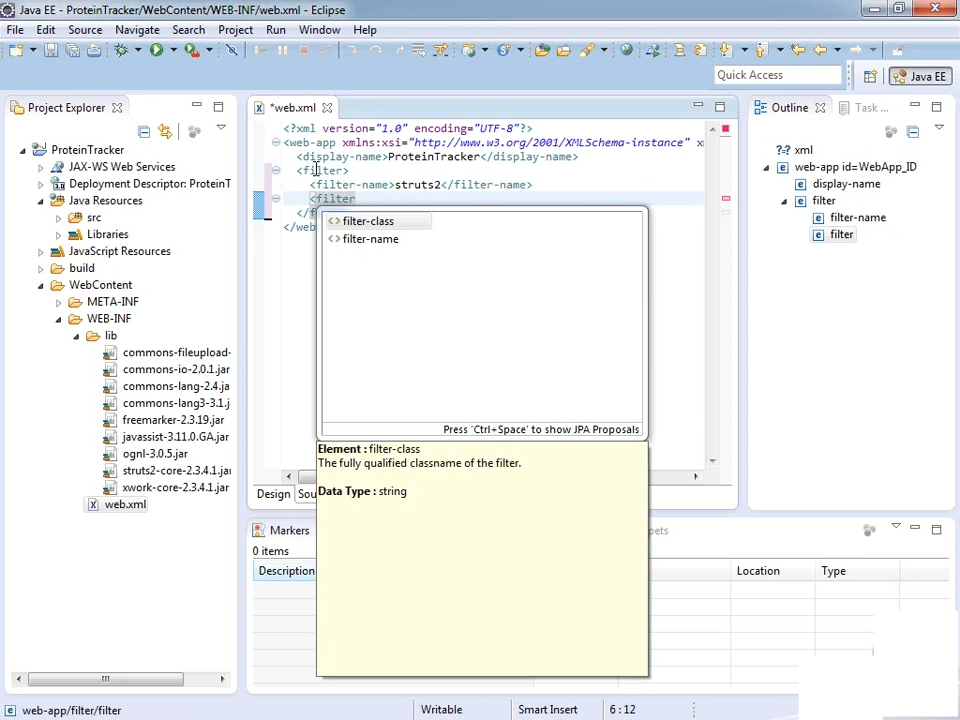 Java EE - ProteinTracker/WebContent/WEB-INF/web.xml - Eclipse
File Edit Source Navigate Search Project Run Window Help
Quick Access
Java EE
Project Explorer
*web.xml
Outline
Task ...
<?xml version="1.0" encoding="UTF-8"?>
<web-app xmlns:xsi="http://www.w3.org/2001/XMLSchema-instance" x
<display-name>ProteinTracker</display-name>
<filter>
<filter-name>struts2</filter-name>
<filter
</f
</web
filter-class
filter-name
Press 'Ctrl+Space' to show JPA Proposals
Element : filter-class
The fully qualified classname of the filter.
Data Type : string
ProteinTracker
JAX-WS Web Services
Deployment Descriptor: ProteinT
Java Resources
src
Libraries
JavaScript Resources
build
WebContent
META-INF
WEB-INF
lib
commons-fileupload-
commons-io-2.0.1.jar
commons-lang-2.4.jar
commons-lang3-3.1.j
freemarker-2.3.19.jar
javassist-3.11.0.GA.jar
ognl-3.0.5.jar
struts2-core-2.3.4.1.jar
xwork-core-2.3.4.1.jar
web.xml
xml
web-app id=WebApp_ID
display-name
filter
filter-name
filter
Design
Sou
Markers
pets
0 items
Description
Location
Type
web-app/filter/filter
Writable
Smart Insert
6 : 12